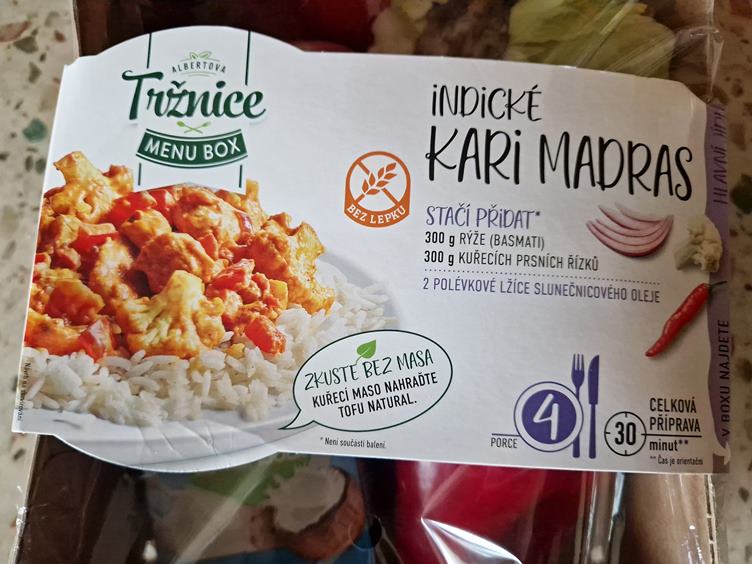 ALBERTOVA
Tržnice
MENU BOX
BEZ LEPKU
INDICKÉ
KARI MADRAS
STAČÍ PŘIDAT*
300 g RÝŽE (BASMATI)
300 g KUŘECÍCH PRSNÍCH ŘÍZKŮ
2 POLÉVKOVÉ LŽÍCE SLUNEČNICOVÉHO OLEJE
ZKUSTE BEZ MASA
KUŘECÍ MASO NAHRAĎTE
TOFU NATURAL.
* Není součástí balení.
PORCE
4
30
CELKOVÁ
PŘÍPRAVA
minut**
** Čas je orientační
HLAVNÍ
V BOXU NAJDETE